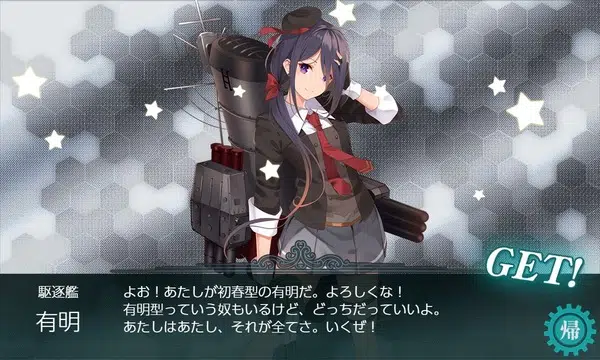 GET!
駆逐艦
有明
よお！あたしが初春型の有明だ。よろしくな！
有明型っていう奴もいるけど、どっちだっていいよ。
あたしはあたし、それが全てさ。いくぜ！
帰